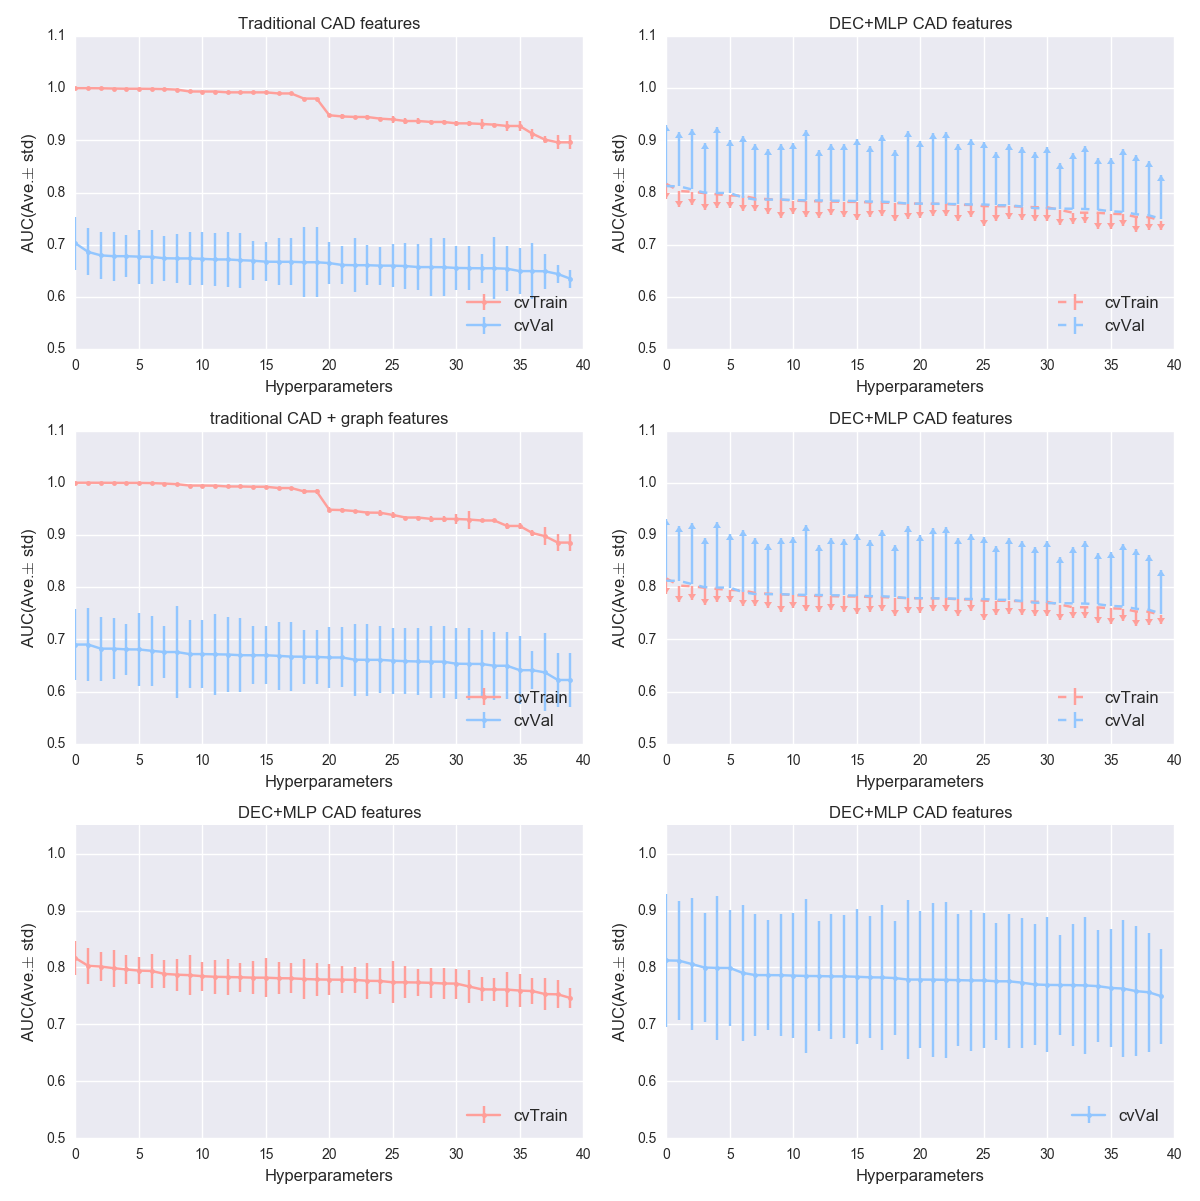 Traditional CAD features
1.1
1.0
0.9
0.8
0.7
0.6
0.5
AUC(Ave.± std)
cvTrain
cvVal
0 5 10 15 20 25 30 35 40
Hyperparameters
DEC+MLP CAD features
1.1
1.0
0.9
0.8
0.7
0.6
0.5
AUC(Ave.± std)
cvTrain
cvVal
0 5 10 15 20 25 30 35 40
Hyperparameters
traditional CAD + graph features
1.1
1.0
0.9
0.8
0.7
0.6
0.5
AUC(Ave.± std)
cvTrain
cvVal
0 5 10 15 20 25 30 35 40
Hyperparameters
DEC+MLP CAD features
1.1
1.0
0.9
0.8
0.7
0.6
0.5
AUC(Ave.± std)
cvTrain
cvVal
0 5 10 15 20 25 30 35 40
Hyperparameters
DEC+MLP CAD features
1.0
0.9
0.8
0.7
0.6
0.5
AUC(Ave.± std)
cvTrain
0 5 10 15 20 25 30 35 40
Hyperparameters
DEC+MLP CAD features
1.0
0.9
0.8
0.7
0.6
0.5
AUC(Ave.± std)
cvVal
0 5 10 15 20 25 30 35 40
Hyperparameters